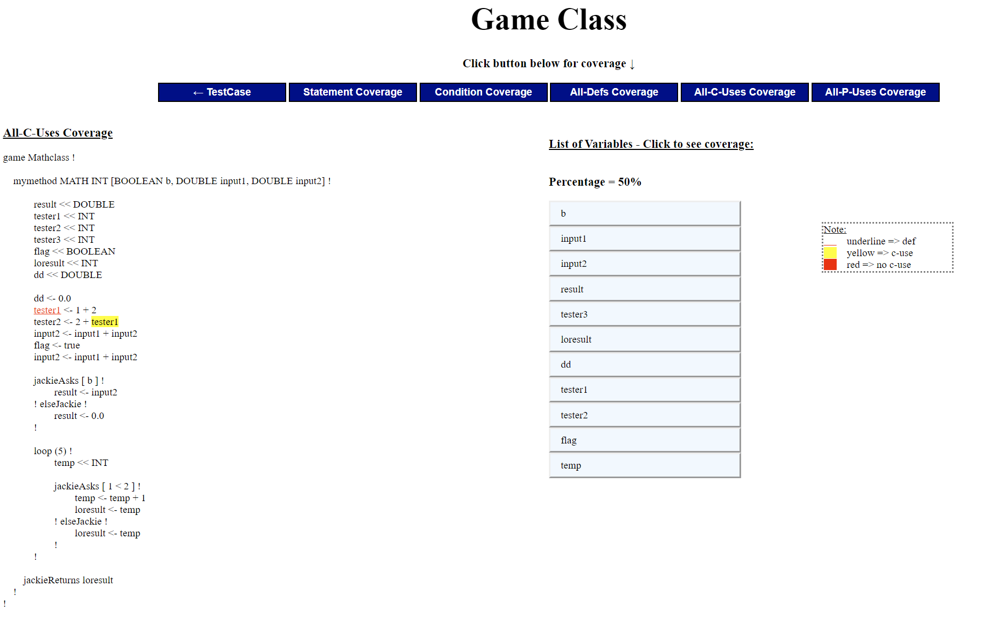 Game Class
Click button below for coverage ↓
← TestCase
Statement Coverage
Condition Coverage
All-Defs Coverage
All-C-Uses Coverage
All-P-Uses Coverage
All-C-Uses Coverage
game Mathclass !
mymethod MATH INT [BOOLEAN b, DOUBLE input1, DOUBLE input2] !
result << DOUBLE
tester1 << INT
tester2 << INT
tester3 << INT
flag << BOOLEAN
loresult << INT
dd << DOUBLE
dd <- 0.0
tester1 <- 1 + 2
tester2 <- 2 + tester1
input2 <- input1 + input2
flag <- true
input2 <- input1 + input2
jackieAsks [ b ] !
result <- input2
! elseJackie !
result <- 0.0
!
loop (5) !
temp << INT
jackieAsks [ 1 < 2 ] !
temp <- temp + 1
loresult <- temp
! elseJackie !
loresult <- temp
!
!
jackieReturns loresult
!
!
List of Variables - Click to see coverage:
Percentage = 50%
b
input1
input2
result
tester3
loresult
dd
tester1
tester2
flag
temp
Note:
underline => def
yellow => c-use
red => no c-use